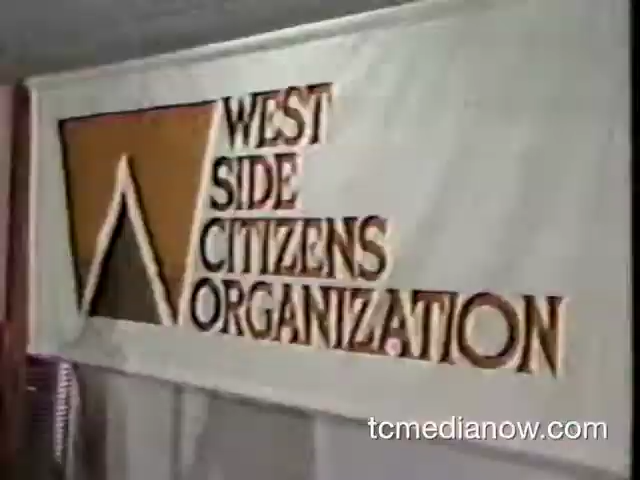 WEST
SIDE
CITIZENS
ORGANIZATION
tcmedianow.com